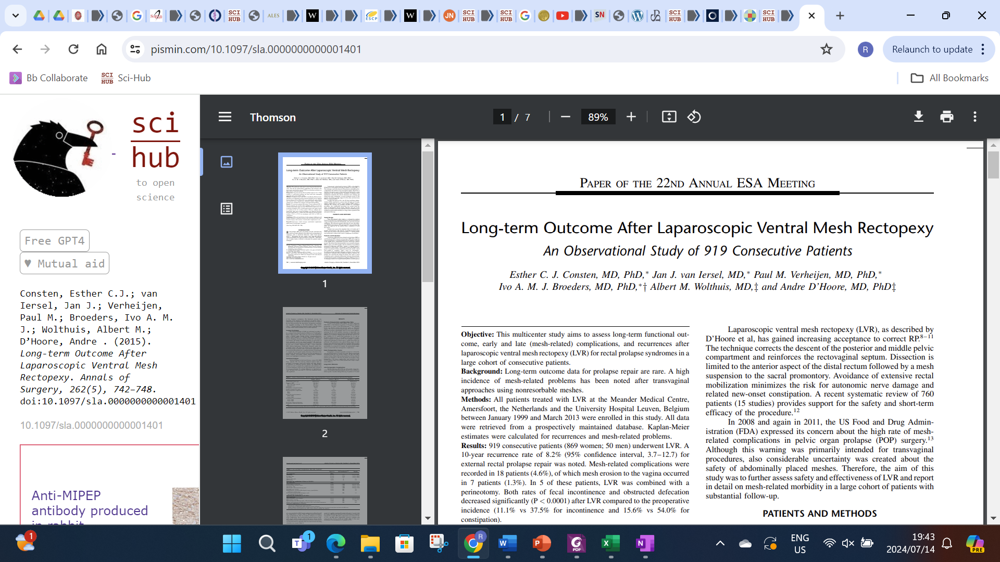 ALES
W
ESCP
W
JN
SCI
HUB
SN
pismin.com/10.1097/sla.0000000000001401
R
Relaunch to update
Bb Collaborate
SCI
HUB
Sci-Hub
All Bookmarks
sci
hub
to open
science
Free GPT4
♥ Mutual aid
Consten, Esther C.J.; van
Iersel, Jan J.; Verheijen,
Paul M.; Broeders, Ivo A. M.
J.; Wolthuis, Albert M.;
D’Hoore, Andre . (2015).
Long-term Outcome After
Laparoscopic Ventral Mesh
Rectopexy. Annals of
Surgery, 262(5), 742–748.
doi:10.1097/sla.0000000000001401
10.1097/sla.0000000000001401
Anti-MIPEP
antibody produced
in rabbit
Thomson
1 / 7
89%
1
2
PAPER OF THE 22ND ANNUAL ESA MEETING
Long-term Outcome After Laparoscopic Ventral Mesh Rectopexy
An Observational Study of 919 Consecutive Patients
Esther C. J. Consten, MD, PhD,* Jan J. van Iersel, MD,* Paul M. Verheijen, MD, PhD,*
Ivo A. M. J. Broeders, MD, PhD,*† Albert M. Wolthuis, MD,‡ and Andre D’Hoore, MD, PhD‡
Objective: This multicenter study aims to assess long-term functional out-
come, early and late (mesh-related) complications, and recurrences after
laparoscopic ventral mesh rectopexy (LVR) for rectal prolapse syndromes in a
large cohort of consecutive patients.
Background: Long-term outcome data for prolapse repair are rare. A high
incidence of mesh-related problems has been noted after transvaginal
approaches using nonresorbable meshes.
Methods: All patients treated with LVR at the Meander Medical Centre,
Amersfoort, the Netherlands and the University Hospital Leuven, Belgium
between January 1999 and March 2013 were enrolled in this study. All data
were retrieved from a prospectively maintained database. Kaplan-Meier
estimates were calculated for recurrences and mesh-related problems.
Results: 919 consecutive patients (869 women; 50 men) underwent LVR. A
10-year recurrence rate of 8.2% (95% confidence interval, 3.7–12.7) for
external rectal prolapse repair was noted. Mesh-related complications were
recorded in 18 patients (4.6%), of which mesh erosion to the vagina occurred
in 7 patients (1.3%). In 5 of these patients, LVR was combined with a
perineotomy. Both rates of fecal incontinence and obstructed defecation
decreased significantly (P < 0.0001) after LVR compared to the preoperative
incidence (11.1% vs 37.5% for incontinence and 15.6% vs 54.0% for
constipation).
Laparoscopic ventral mesh rectopexy (LVR), as described by
D’Hoore et al, has gained increasing acceptance to correct RP.8–11
The technique corrects the descent of the posterior and middle pelvic
compartment and reinforces the rectovaginal septum. Dissection is
limited to the anterior aspect of the distal rectum followed by a mesh
suspension to the sacral promontory. Avoidance of extensive rectal
mobilization minimizes the risk for autonomic nerve damage and
related new-onset constipation. A recent systematic review of 760
patients (15 studies) provides support for the safety and short-term
efficacy of the procedure.12
In 2008 and again in 2011, the US Food and Drug Admin-
istration (FDA) expressed its concern about the high rate of mesh-
related complications in pelvic organ prolapse (POP) surgery.13
Although this warning was primarily intended for transvaginal
procedures, also considerable uncertainty was created about the
safety of abdominally placed meshes. Therefore, the aim of this
study was to further assess safety and effectiveness of LVR and report
in detail on mesh-related morbidity in a large cohort of patients with
substantial follow-up.
PATIENTS AND METHODS
1
1
R
PRE
ENG
US
19:43
2024/07/14